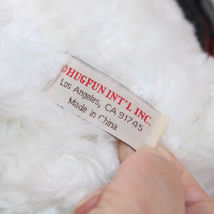 ©HUGFUN INT'L INC.
Los Angeles, CA 91745
Made in China